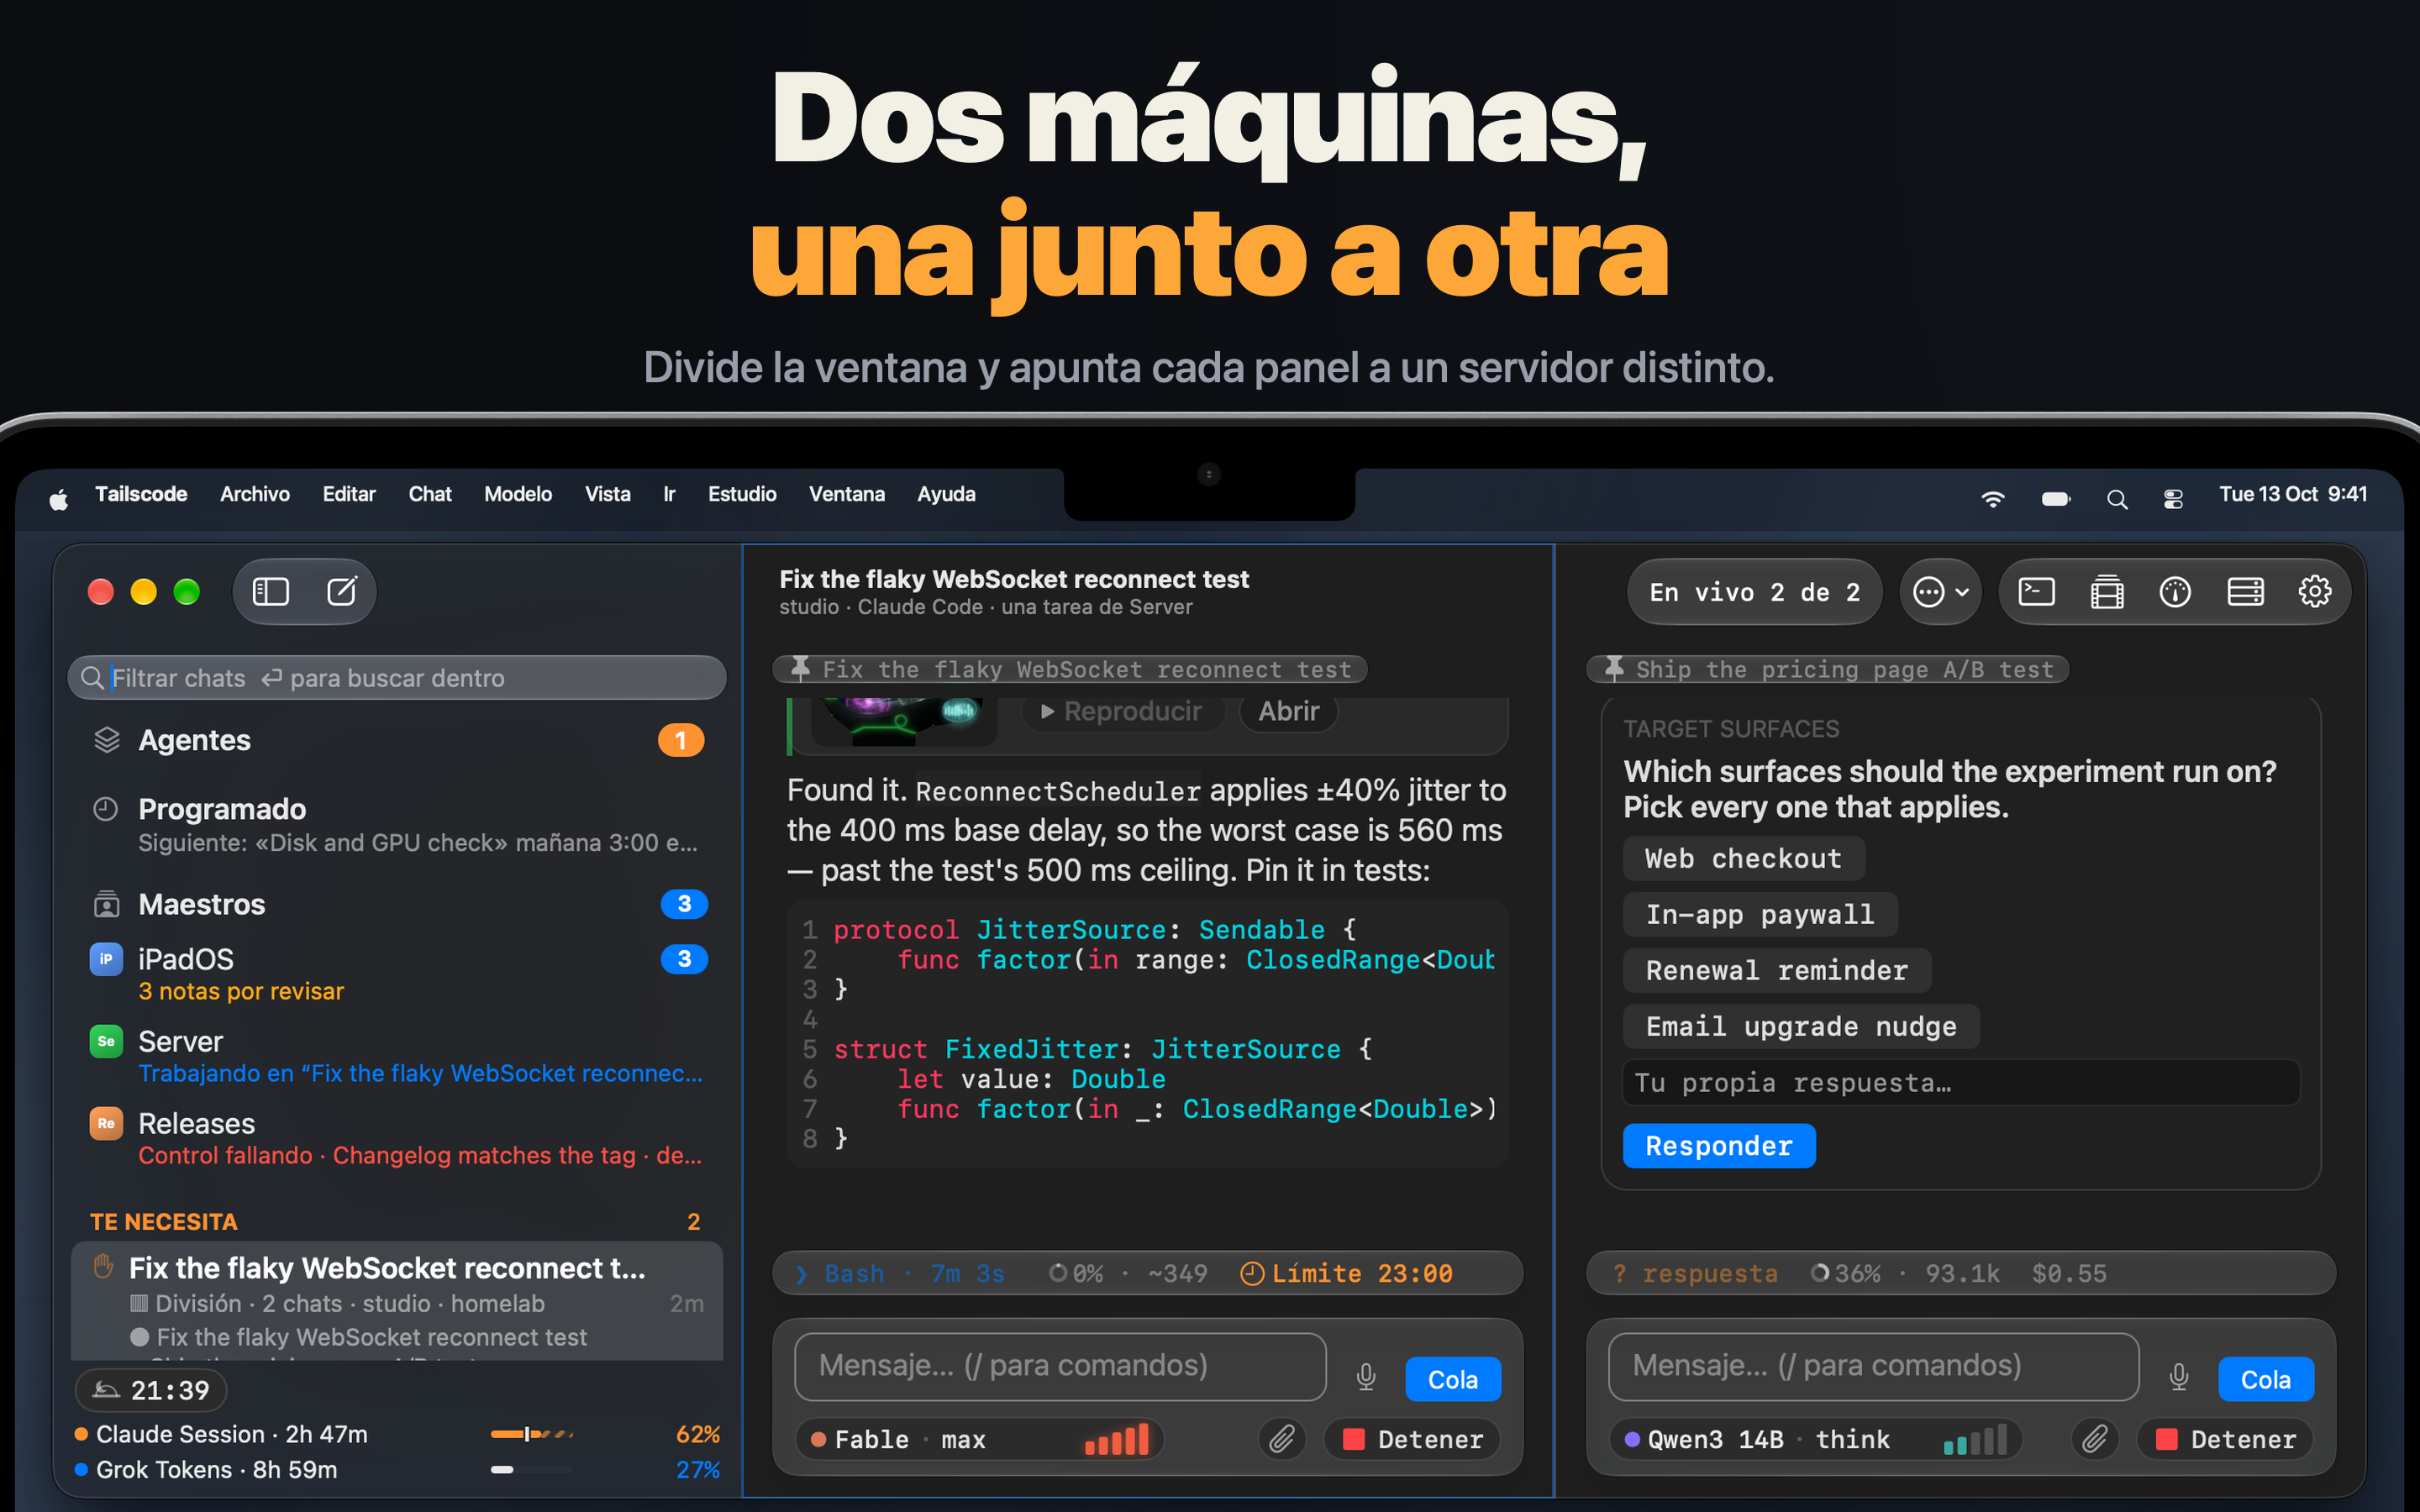 Dos máquinas,
una junto a otra
Divide la ventana y apunta cada panel a un servidor distinto.
Tailscode Archivo Editar Chat Modelo Vista Ir Estudio Ventana Ayuda
Tue 13 Oct 9:41
Filtrar chats ↩ para buscar dentro
Agentes 1
Programado
Siguiente: «Disk and GPU check» mañana 3:00 e...
Maestros 3
iP iPadOS 3
3 notas por revisar
Se Server
Trabajando en “Fix the flaky WebSocket reconnec...
Re Releases
Control fallando · Changelog matches the tag · de...
TE NECESITA 2
Fix the flaky WebSocket reconnect t...
División · 2 chats · studio · homelab 2m
Fix the flaky WebSocket reconnect test
21:39
Claude Session · 2h 47m 62%
Grok Tokens · 8h 59m 27%
Fix the flaky WebSocket reconnect test
studio · Claude Code · una tarea de Server
Fix the flaky WebSocket reconnect test
Reproducir Abrir
Found it. ReconnectScheduler applies ±40% jitter to
the 400 ms base delay, so the worst case is 560 ms
— past the test's 500 ms ceiling. Pin it in tests:
1 protocol JitterSource: Sendable {
2 func factor(in range: ClosedRange<Doub
3 }
4
5 struct FixedJitter: JitterSource {
6 let value: Double
7 func factor(in _: ClosedRange<Double>)
8 }
❯ Bash · 7m 3s 0% · ~349 Límite 23:00
Mensaje... (/ para comandos) Cola
Fable · max Detener
En vivo 2 de 2
Ship the pricing page A/B test
TARGET SURFACES
Which surfaces should the experiment run on?
Pick every one that applies.
Web checkout
In-app paywall
Renewal reminder
Email upgrade nudge
Tu propia respuesta…
Responder
? respuesta 36% · 93.1k $0.55
Mensaje... (/ para comandos) Cola
Qwen3 14B · think Detener